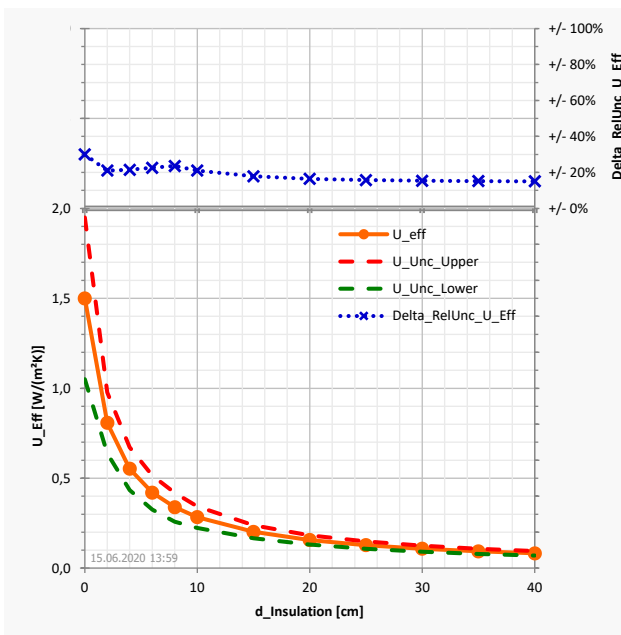 +/- 100%
+/- 80%
+/- 60%
+/- 40%
+/- 20%
+/- 0%
Delta_RelUnc_U_Eff
2,0
1,5
1,0
0,5
0,0
U_Eff [W/(m²K)]
U_eff
U_Unc_Upper
U_Unc_Lower
Delta_RelUnc_U_Eff
15.06.2020 13:59
0
10
20
30
40
d_Insulation [cm]